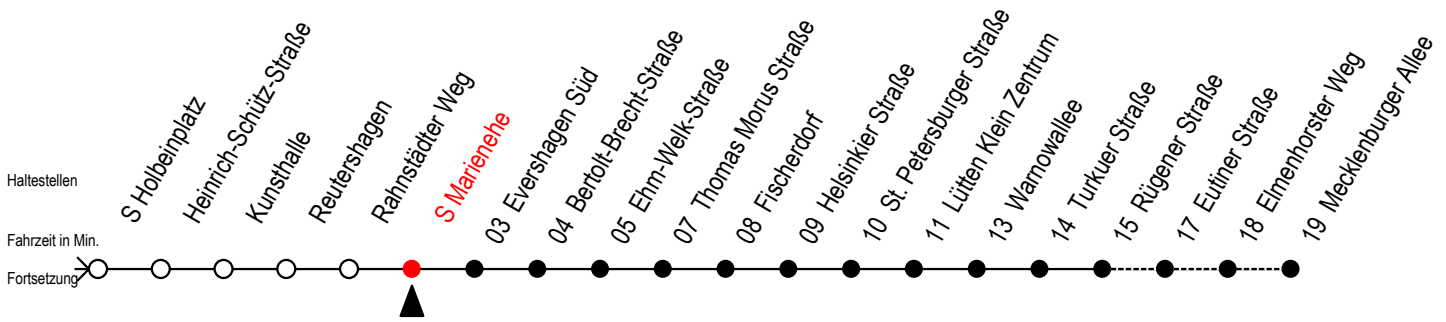 Haltestellen
Fahrzeit in Min.
Fortsetzung
S Holbeinplatz
Heinrich-Schütz-Straße
Kunsthalle
Reutershagen
Rahnstädter Weg
S Marienehe
03 Evershagen Süd
04 Bertolt-Brecht-Straße
05 Ehm-Welk-Straße
07 Thomas Morus Straße
08 Fischerdorf
09 Helsinkier Straße
10 St. Petersburger Straße
11 Lütten Klein Zentrum
13 Warnowallee
14 Turkuer Straße
15 Rügener Straße
17 Eutiner Straße
18 Elmenhorster Weg
19 Mecklenburger Allee